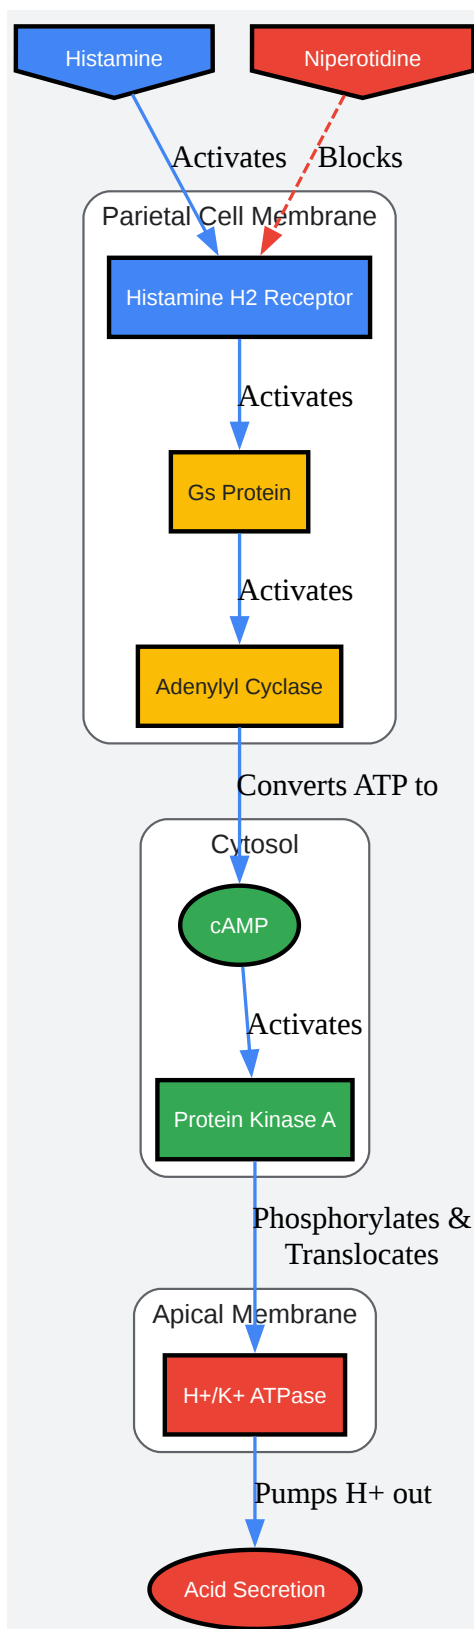 Histamine
Niperotidine
Activates
Blocks
Parietal Cell Membrane
Histamine H2 Receptor
Activates
Gs Protein
Activates
Adenylyl Cyclase
Converts ATP to
Cytosol
cAMP
Activates
Protein Kinase A
Phosphorylates &
Translocates
Apical Membrane
H+/K+ ATPase
Pumps H+ out
Acid Secretion